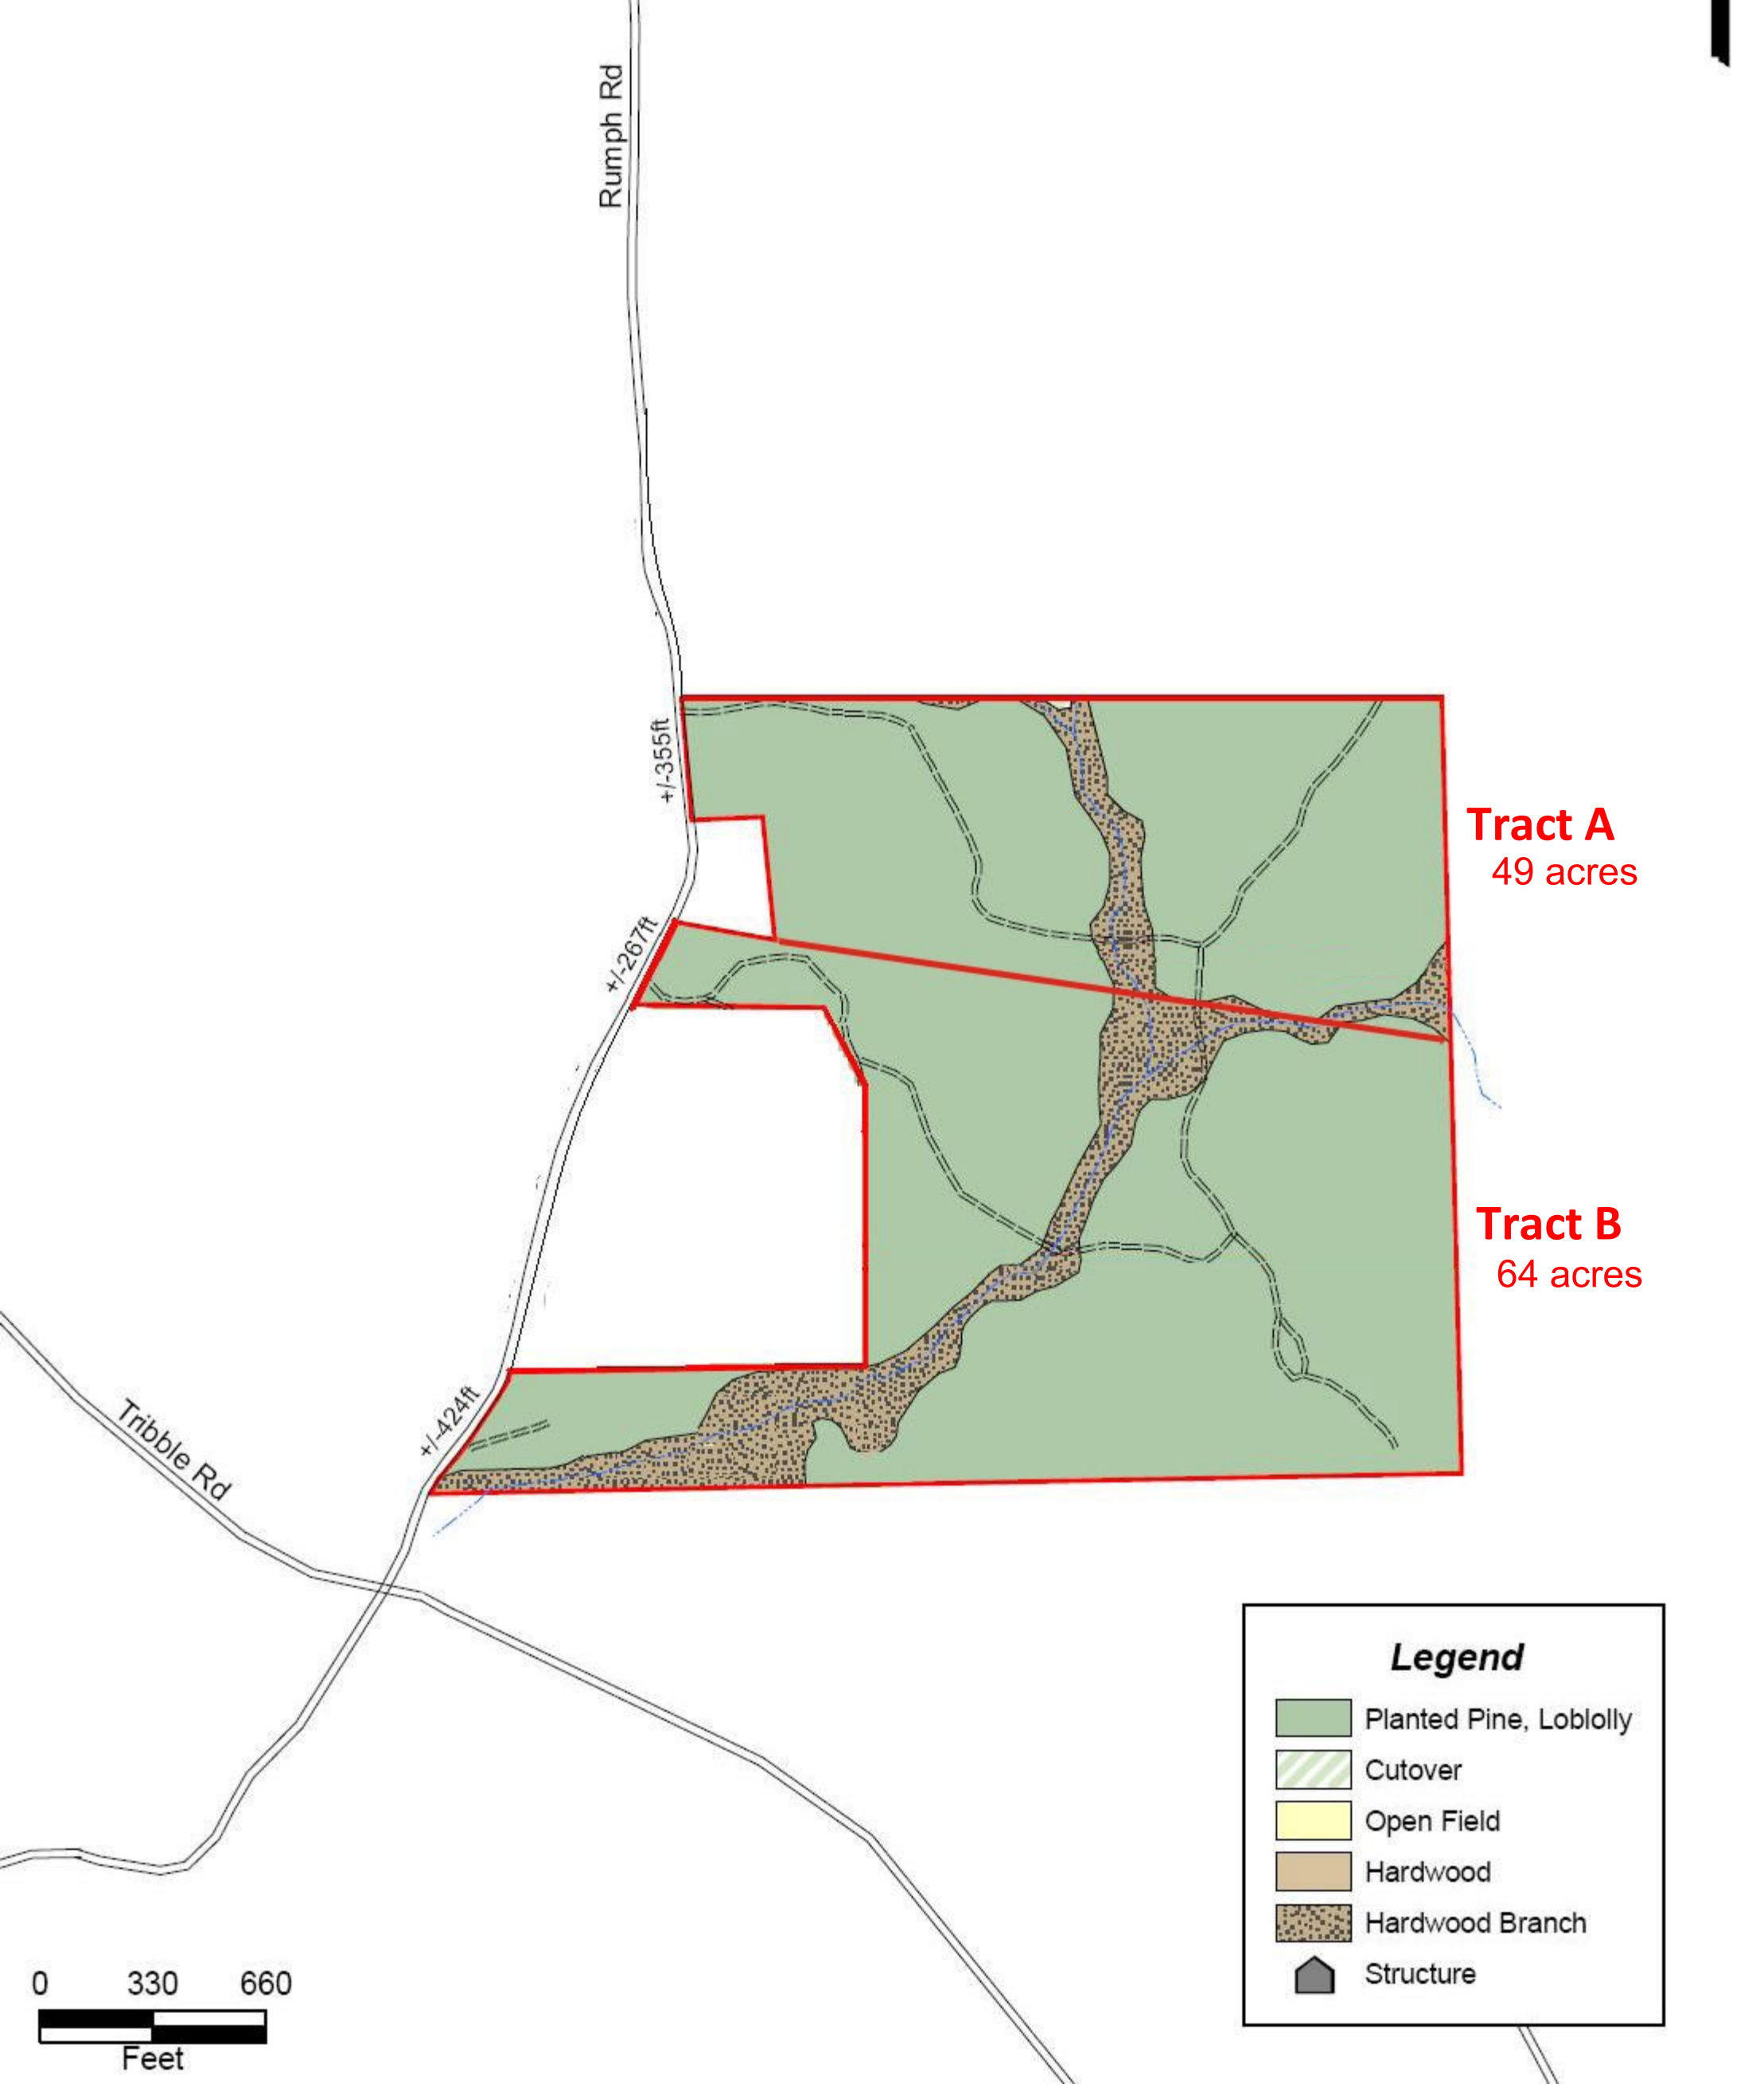 Rumph Rd
+/-355ft
Tract A
49 acres
+/-267ft
Tract B
64 acres
+/-424ft
Tribble Rd
Legend
Planted Pine, Loblolly
Cutover
Open Field
Hardwood
Hardwood Branch
Structure
0 330 660
Feet